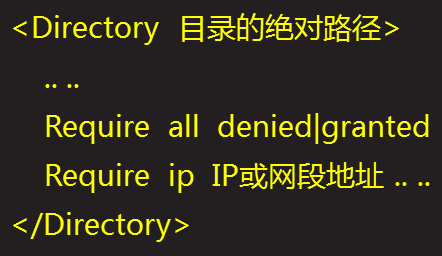 <Directory 目录的绝对路径>
.. ..
Require all denied|granted
Require ip IP或网段地址 .. ..
</Directory>